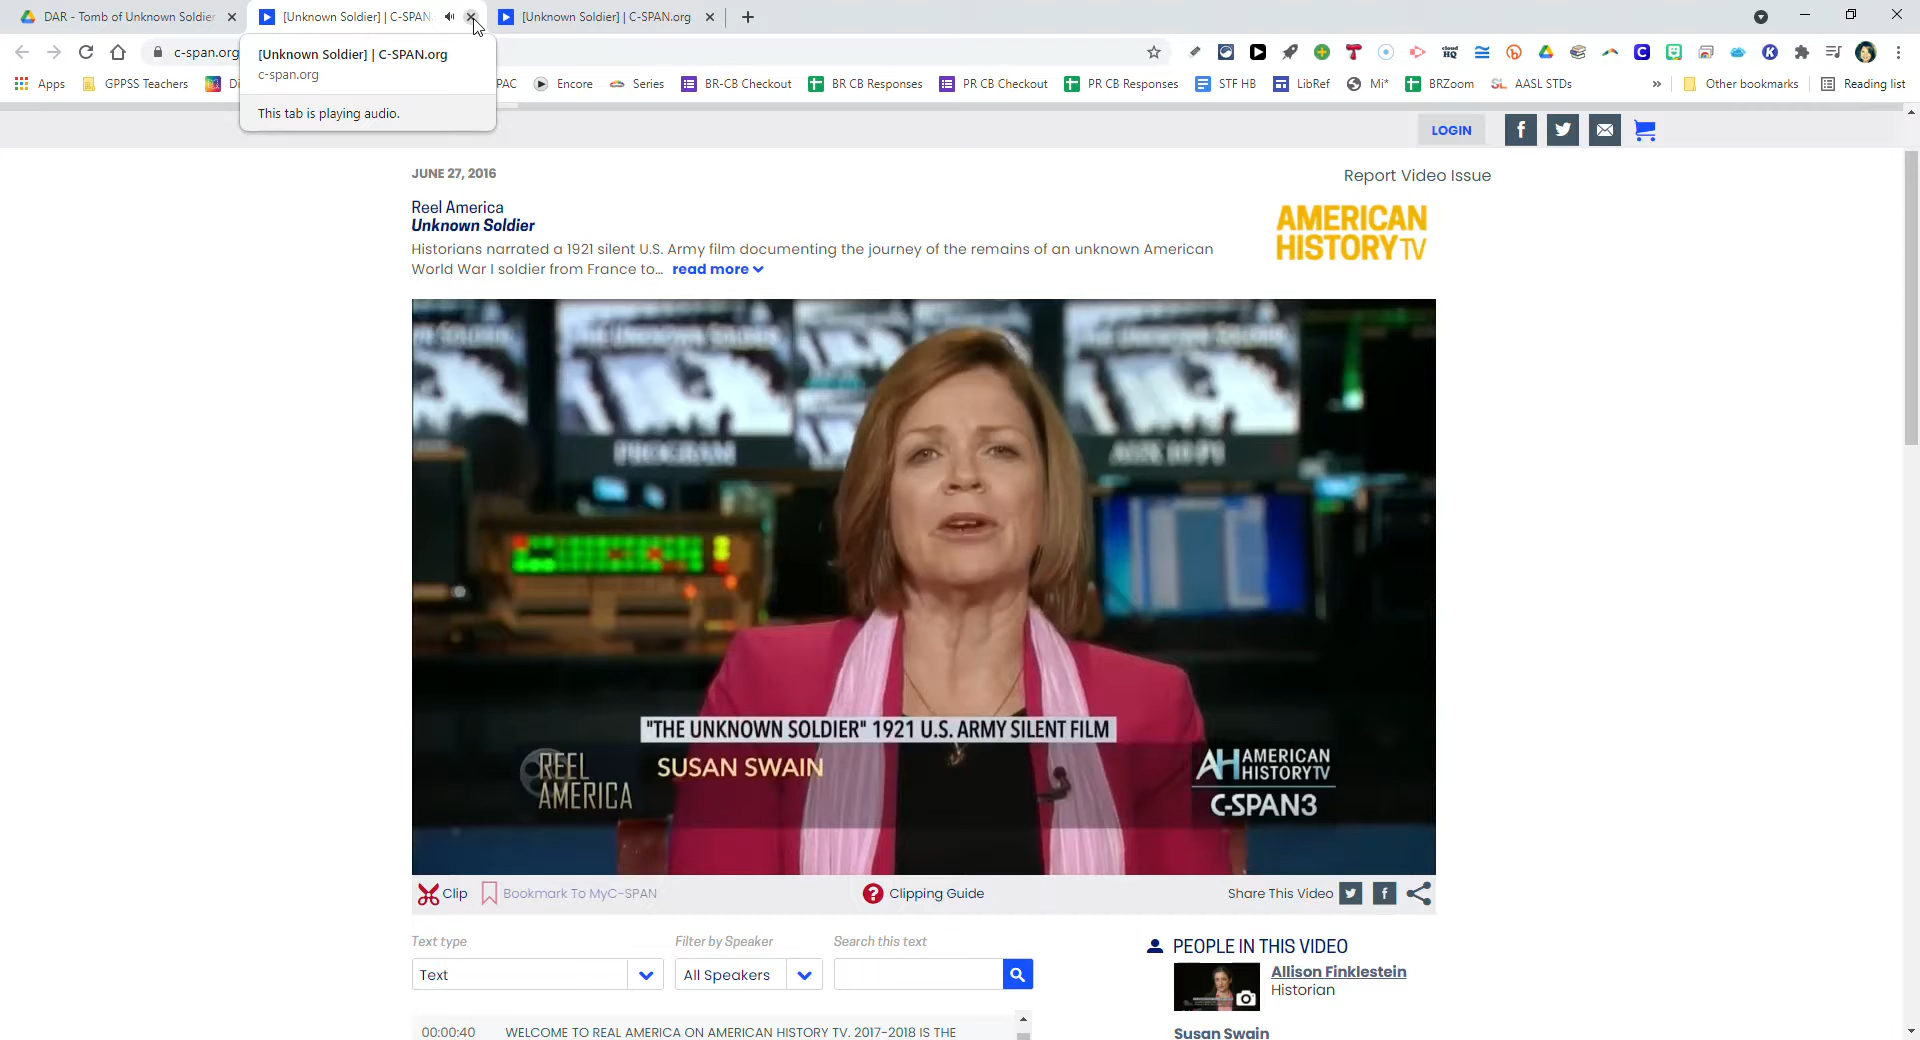 DAR - Tomb of Unknown Soldier
[Unknown Soldier] | C-SPAN.
[Unknown Soldier] | C-SPAN.org
c-span.org
[Unknown Soldier] | C-SPAN.org
c-span.org
This tab is playing audio.
Apps
GPPSS Teachers
Di
PAC
Encore
Series
BR-CB Checkout
BR CB Responses
PR CB Checkout
PR CB Responses
STF HB
LibRef
Mi*
BRZoom
SL AASL STDs
»
Other bookmarks
Reading list
LOGIN
JUNE 27, 2016
Report Video Issue
Reel America
Unknown Soldier
Historians narrated a 1921 silent U.S. Army film documenting the journey of the remains of an unknown American
World War I soldier from France to... read more
AMERICAN
HISTORY TV
PROGRAM
"THE UNKNOWN SOLDIER" 1921 U.S. ARMY SILENT FILM
SUSAN SWAIN
REEL
AMERICA
AH AMERICAN
HISTORY TV
C-SPAN3
Clip
Bookmark To MyC-SPAN
Clipping Guide
Share This Video
Text type
Filter by Speaker
Search this text
Text
All Speakers
PEOPLE IN THIS VIDEO
Allison Finklestein
Historian
Susan Swain
00:00:40 WELCOME TO REAL AMERICA ON AMERICAN HISTORY TV. 2017-2018 IS THE